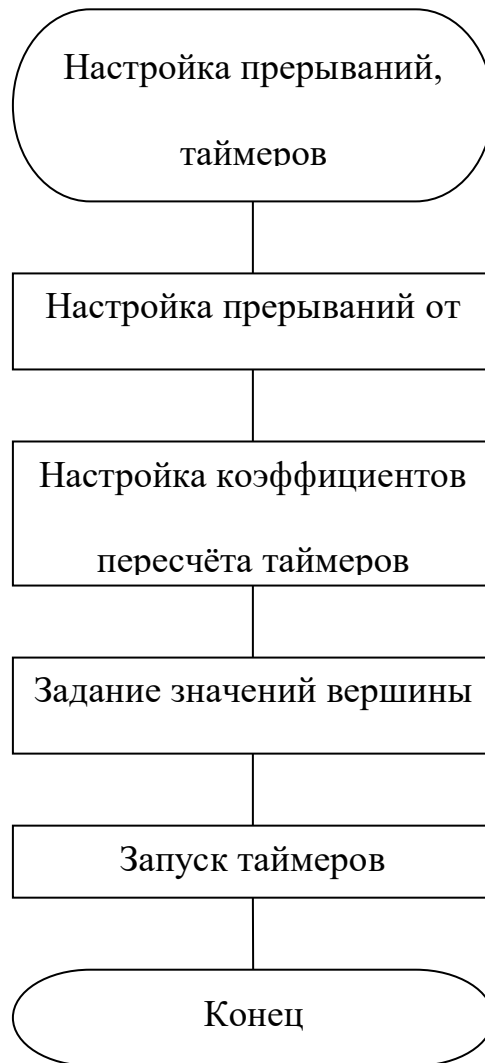 Настройка прерываний,
таймеров
Настройка прерываний от
Настройка коэффициентов
пересчёта таймеров
Задание значений вершины
Запуск таймеров
Конец